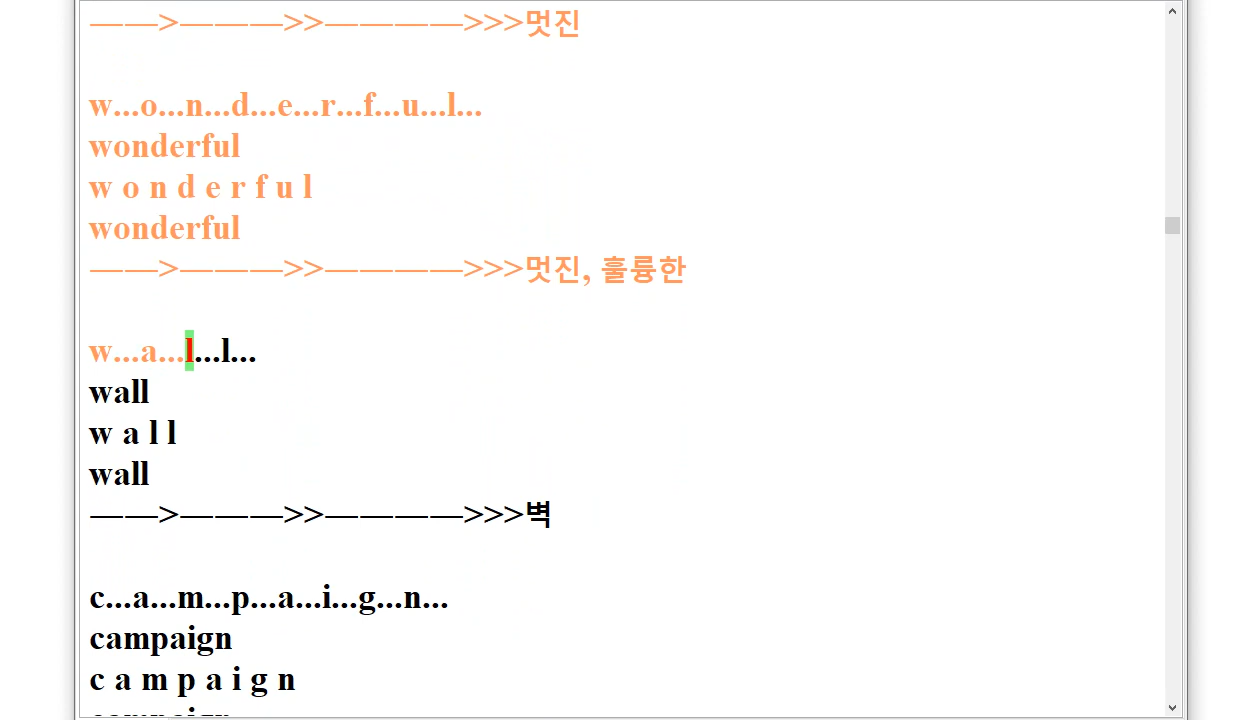 ——>———>>————>>>멋진
w...o...n...d...e...r...f...u...l...
wonderful
w o n d e r f u l
wonderful
——>———>>————>>>멋진, 훌륭한
w...a...l...l...
wall
w a l l
wall
——>———>>————>>>벽
c...a...m...p...a...i...g...n...
campaign
c a m p a i g n